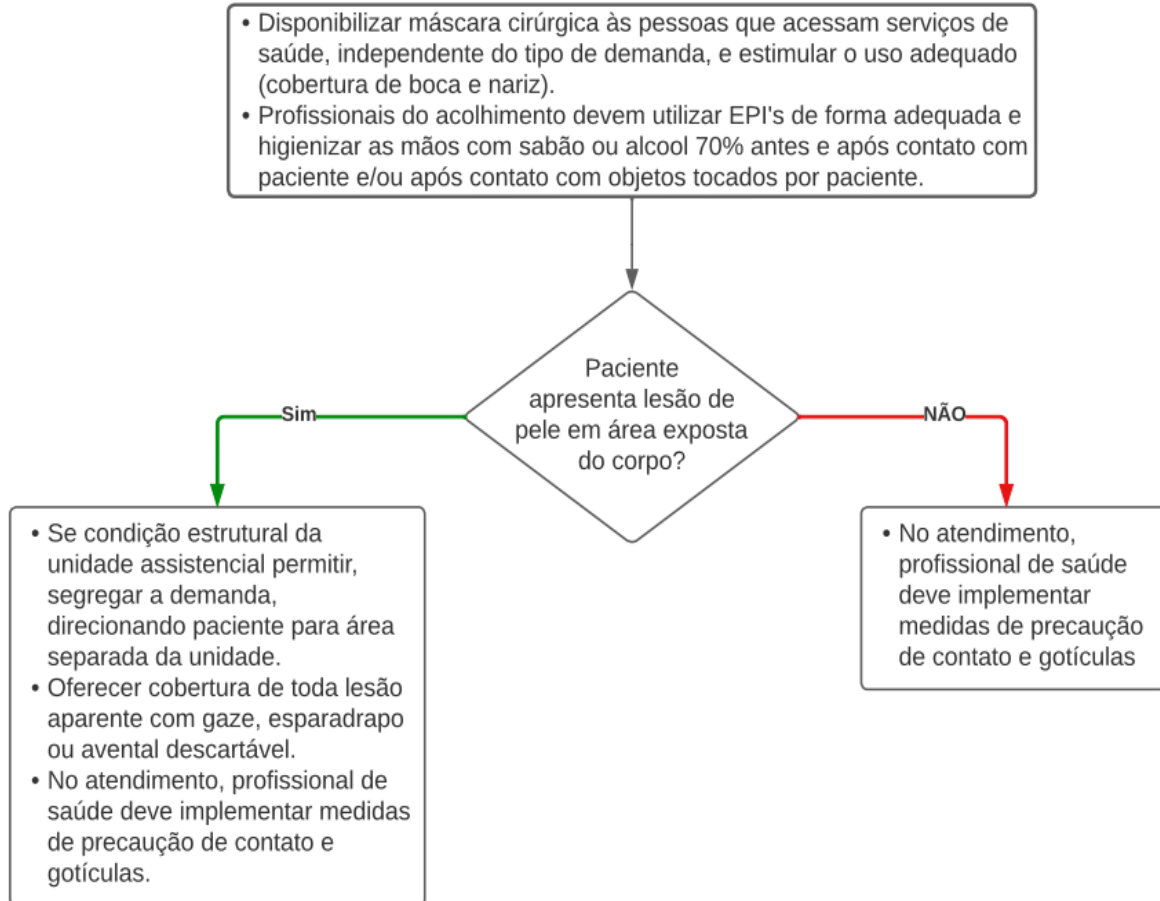 • Disponibilizar máscara cirúrgica às pessoas que acessam serviços de
saúde, independente do tipo de demanda, e estimular o uso adequado
(cobertura de boca e nariz).
• Profissionais do acolhimento devem utilizar EPI's de forma adequada e
higienizar as mãos com sabão ou alcool 70% antes e após contato com
paciente e/ou após contato com objetos tocados por paciente.
Paciente
apresenta lesão de
pele em área exposta
do corpo?
Sim
NÃO
• Se condição estrutural da
unidade assistencial permitir,
segregar a demanda,
direcionando paciente para área
separada da unidade.
• Oferecer cobertura de toda lesão
aparente com gaze, esparadrapo
ou avental descartável.
• No atendimento, profissional de
saúde deve implementar medidas
de precaução de contato e
gotículas.
• No atendimento,
profissional de saúde
deve implementar
medidas de precaução
de contato e gotículas